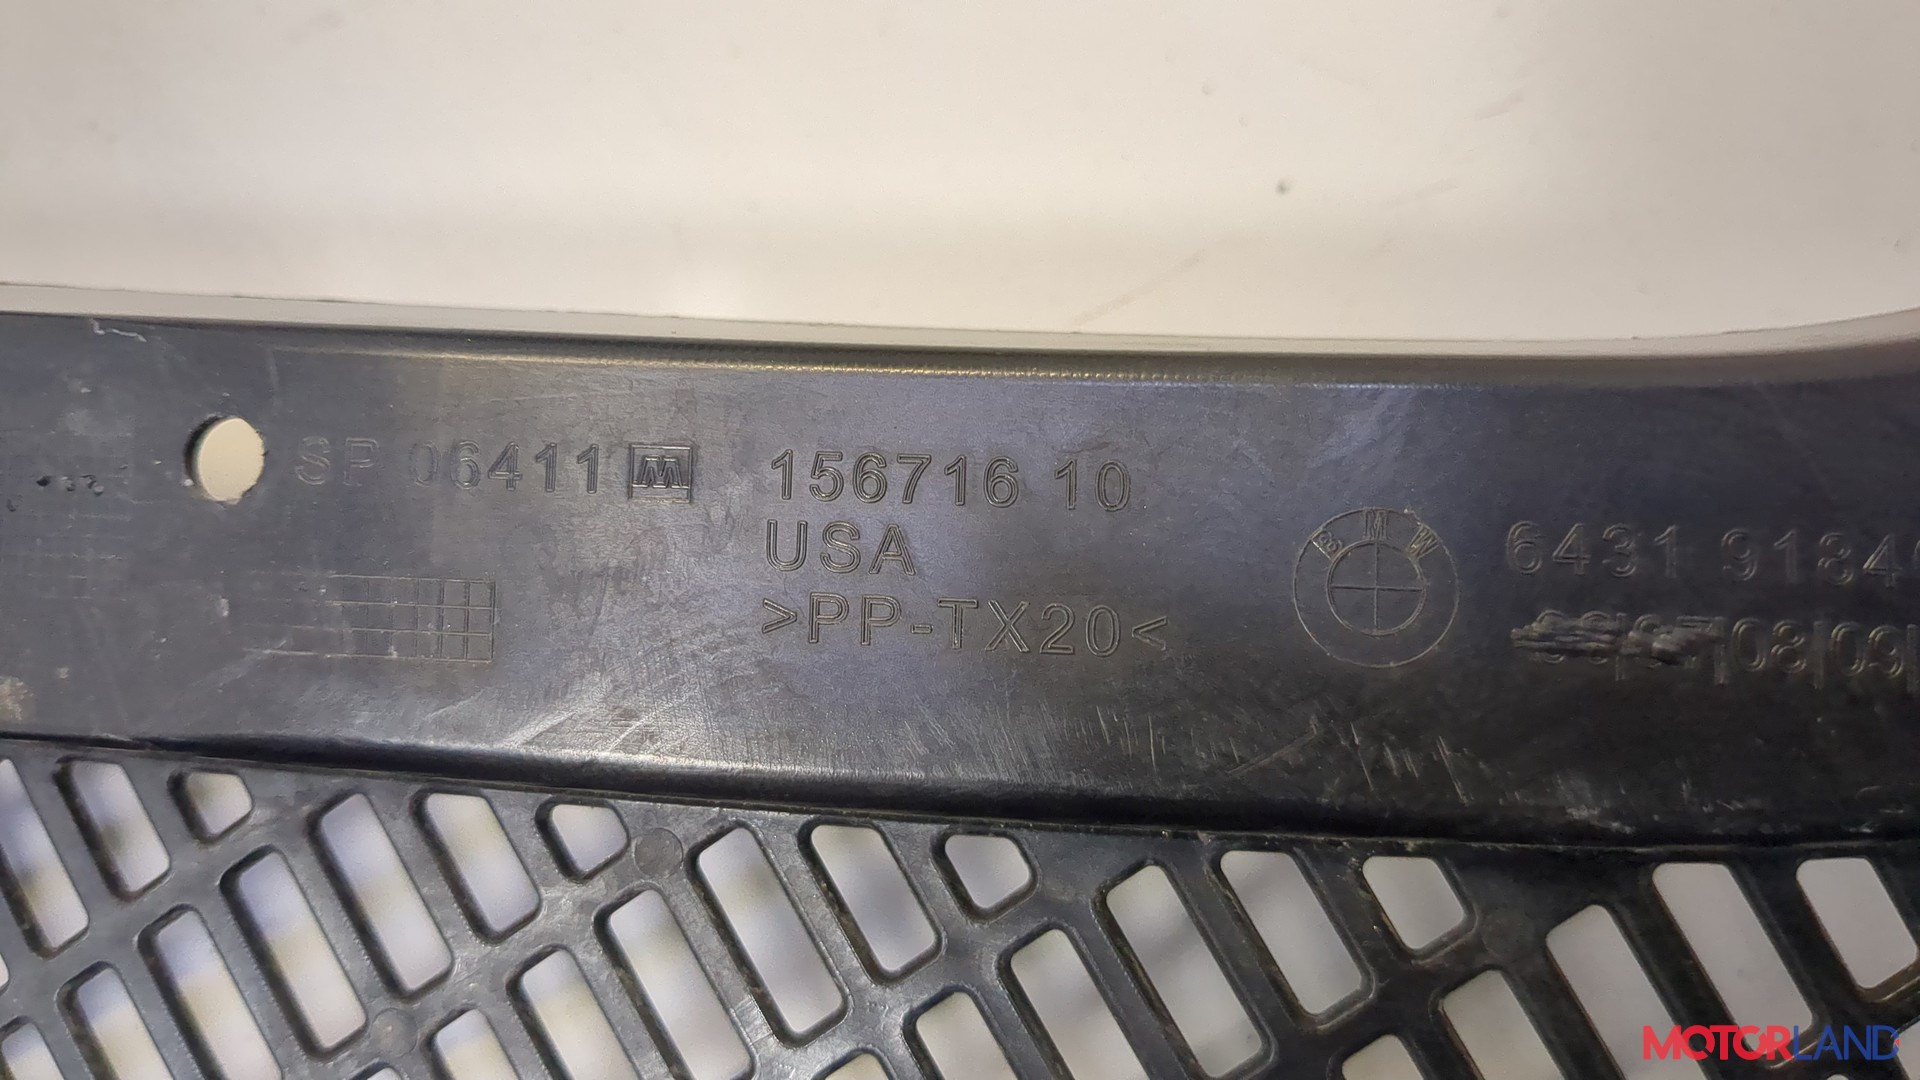 SP 06411 W 156716 10
USA
>PP-TX20<
BMW
6431 9184
|08|09|
MOTORLAND